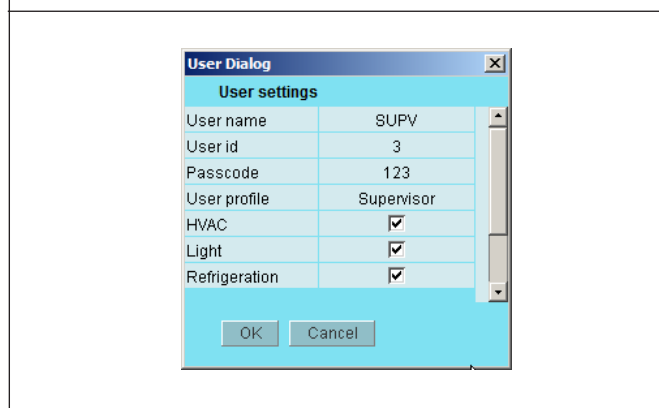 User Dialog
User settings
User name SUPV
User id 3
Passcode 123
User profile Supervisor
HVAC
Light
Refrigeration
OK Cancel